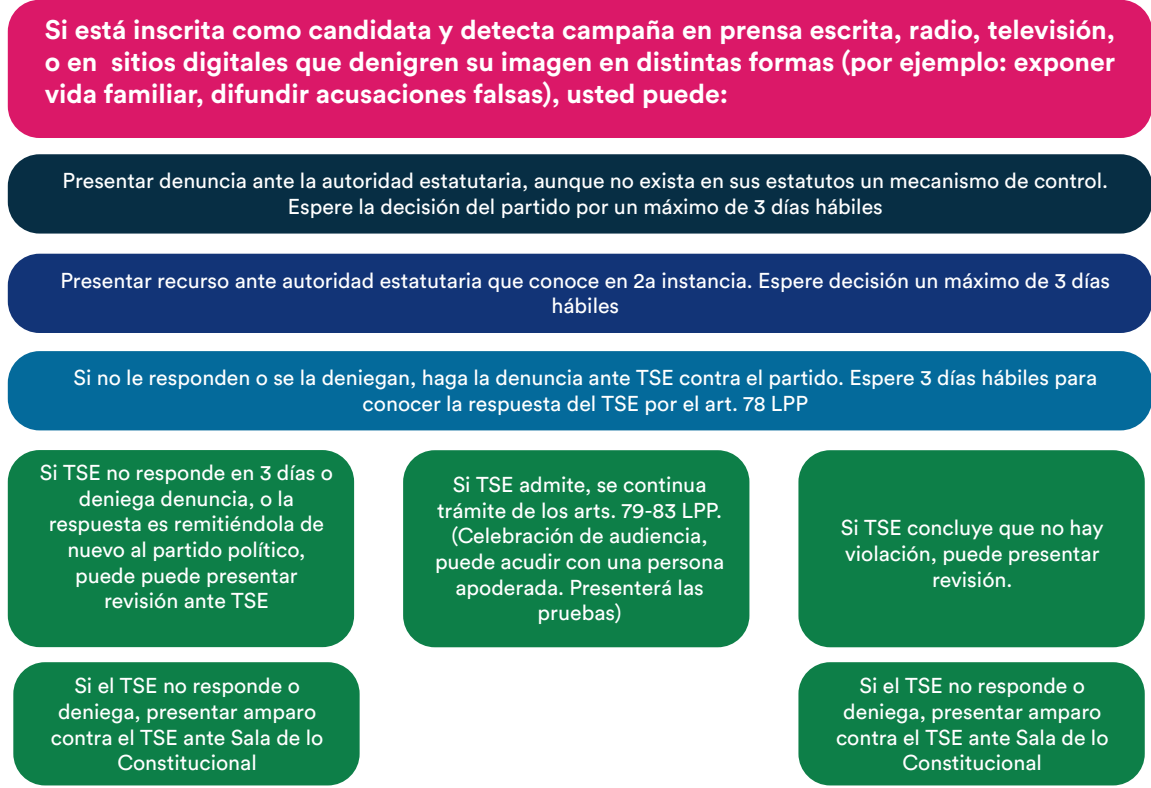 Si está inscrita como candidata y detecta campaña en prensa escrita, radio, televisión,
o en sitios digitales que denigren su imagen en distintas formas (por ejemplo: exponer
vida familiar, difundir acusaciones falsas), usted puede:
Presentar denuncia ante la autoridad estatutaria, aunque no exista en sus estatutos un mecanismo de control.
Espere la decisión del partido por un máximo de 3 días hábiles
Presentar recurso ante autoridad estatutaria que conoce en 2a instancia. Espere decisión un máximo de 3 días
hábiles
Si no le responden o se la deniegan, haga la denuncia ante TSE contra el partido. Espere 3 días hábiles para
conocer la respuesta del TSE por el art. 78 LPP
Si TSE no responde en 3 días o
deniega denuncia, o la
respuesta es remitiéndola de
nuevo al partido político,
puede puede presentar
revisión ante TSE
Si TSE admite, se continua
trámite de los arts. 79-83 LPP.
(Celebración de audiencia,
puede acudir con una persona
apoderada. Presenterá las
pruebas)
Si TSE concluye que no hay
violación, puede presentar
revisión.
Si el TSE no responde o
deniega, presentar amparo
contra el TSE ante Sala de lo
Constitucional
Si el TSE no responde o
deniega, presentar amparo
contra el TSE ante Sala de lo
Constitucional